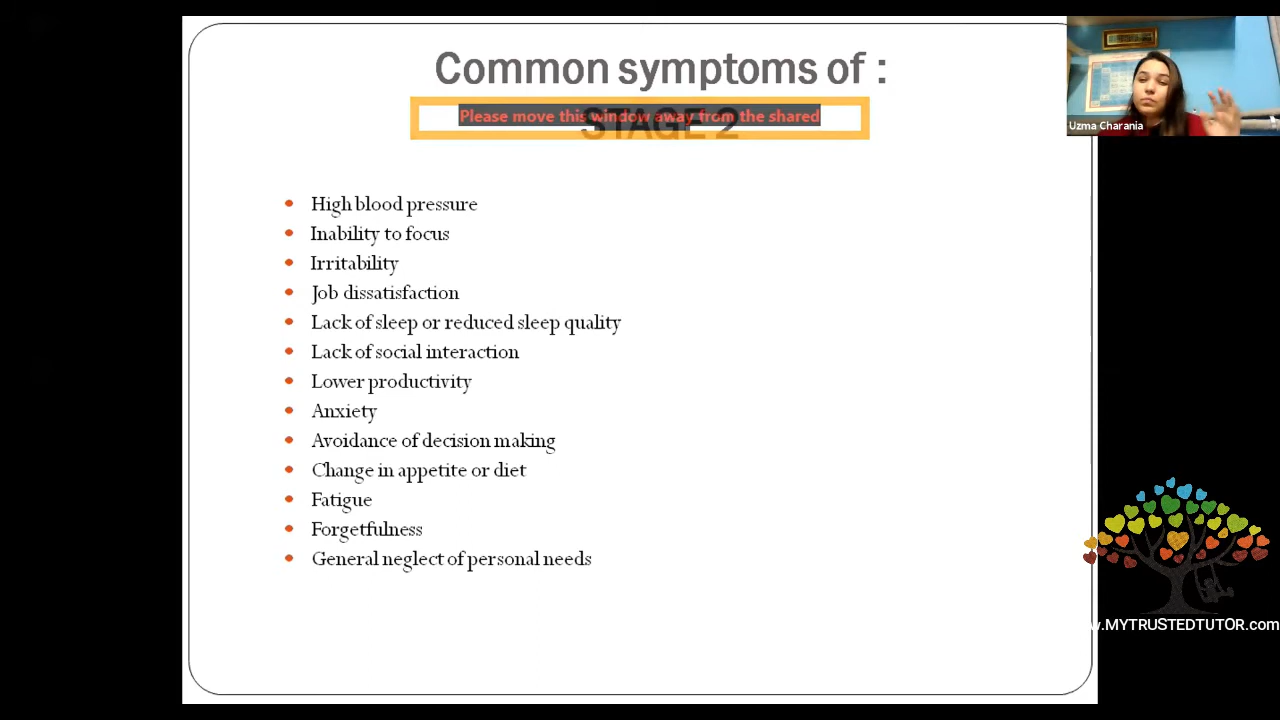 Common symptoms of :
Please move this window away from the shared
STAGE 2
Uzma Charania
• High blood pressure
• Inability to focus
• Irritability
• Job dissatisfaction
• Lack of sleep or reduced sleep quality
• Lack of social interaction
• Lower productivity
• Anxiety
• Avoidance of decision making
• Change in appetite or diet
• Fatigue
• Forgetfulness
• General neglect of personal needs
w.MYTRUSTEDTUTOR.com